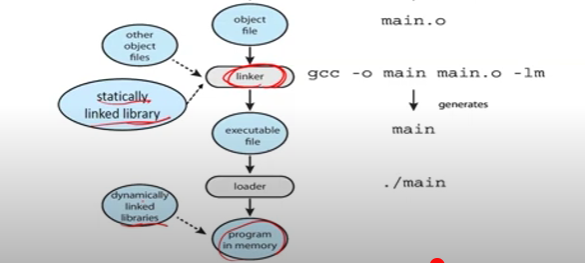 object
file
main.o
other
object
files
linker
gcc -o main main.o -lm
statically
linked library
generates
executable
file
main
loader
./main
dynamically
linked
libraries
program
in memory